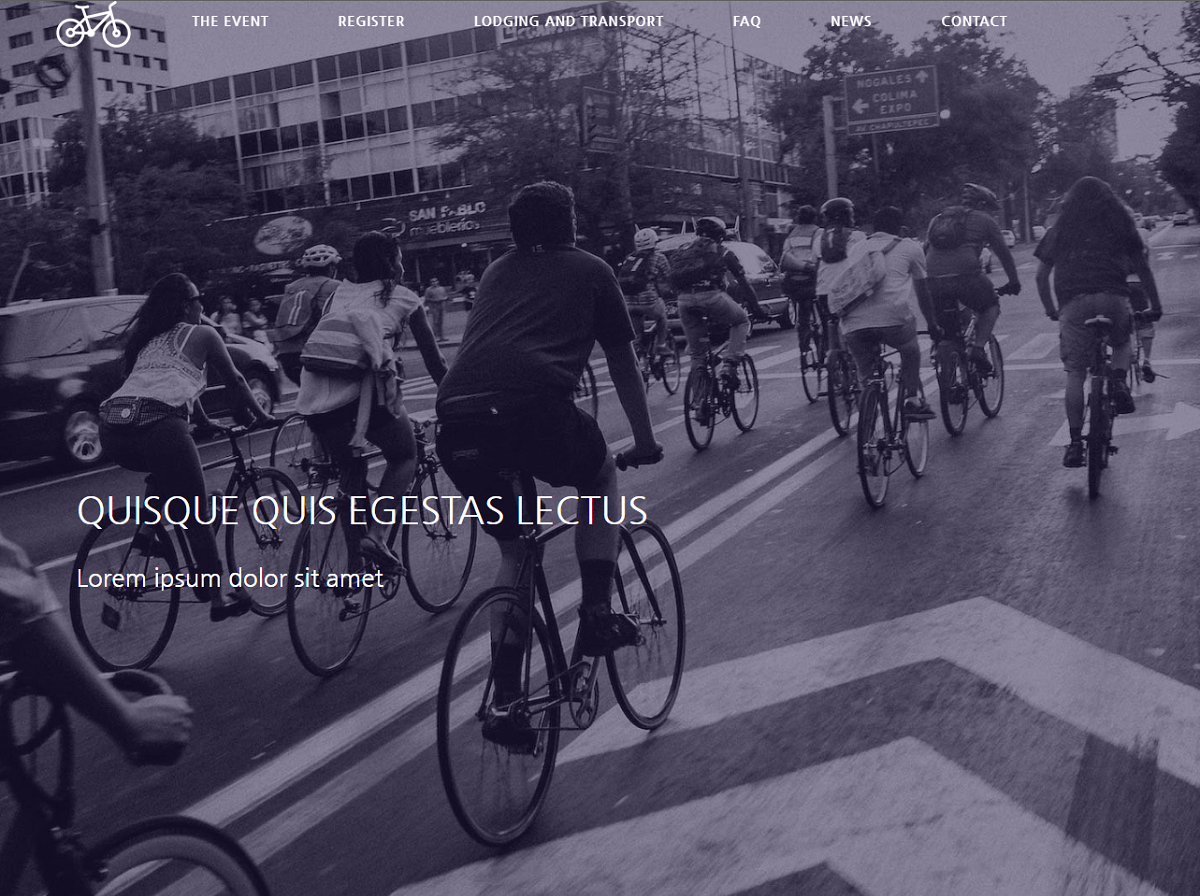 THE EVENT REGISTER LODGING AND TRANSPORT FAQ NEWS CONTACT
NOGALES
COLIMA
EXPO
AV CHAPULTEPEC
SAN PABLO
mueblerías
QUISQUE QUIS EGESTAS LECTUS
Lorem ipsum dolor sit amet